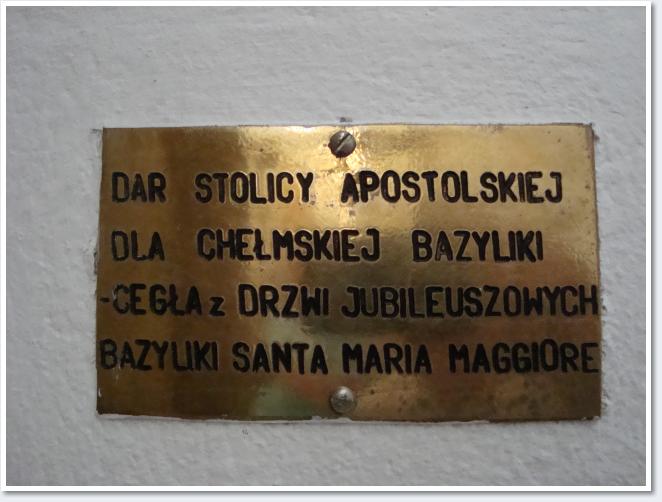 DAR STOLICY APOSTOLSKIEJ
DLA CHEŁMSKIEJ BAZYLIKI
-CEGŁA z DRZWI JUBILEUSZOWYCH
BAZYLIKI SANTA MARIA MAGGIORE